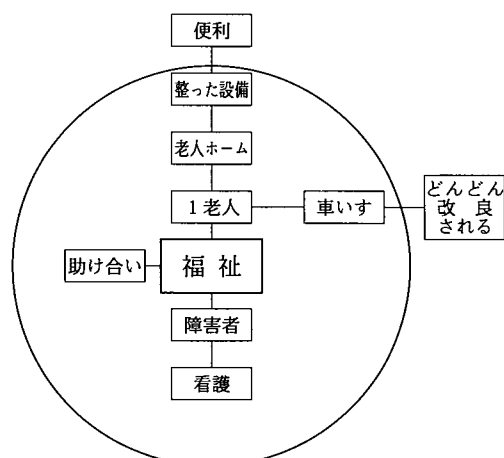 便利
整った設備
老人ホーム
1老人
車いす
どんどん
改良
される
助け合い
福祉
障害者
看護